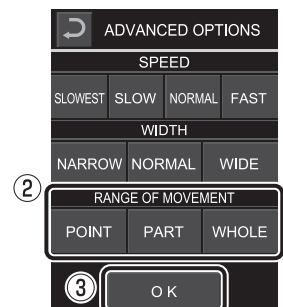 ADVANCED OPTIONS
SPEED
SLOWEST SLOW NORMAL FAST
WIDTH
NARROW NORMAL WIDE
②
RANGE OF MOVEMENT
POINT PART WHOLE
③ OK